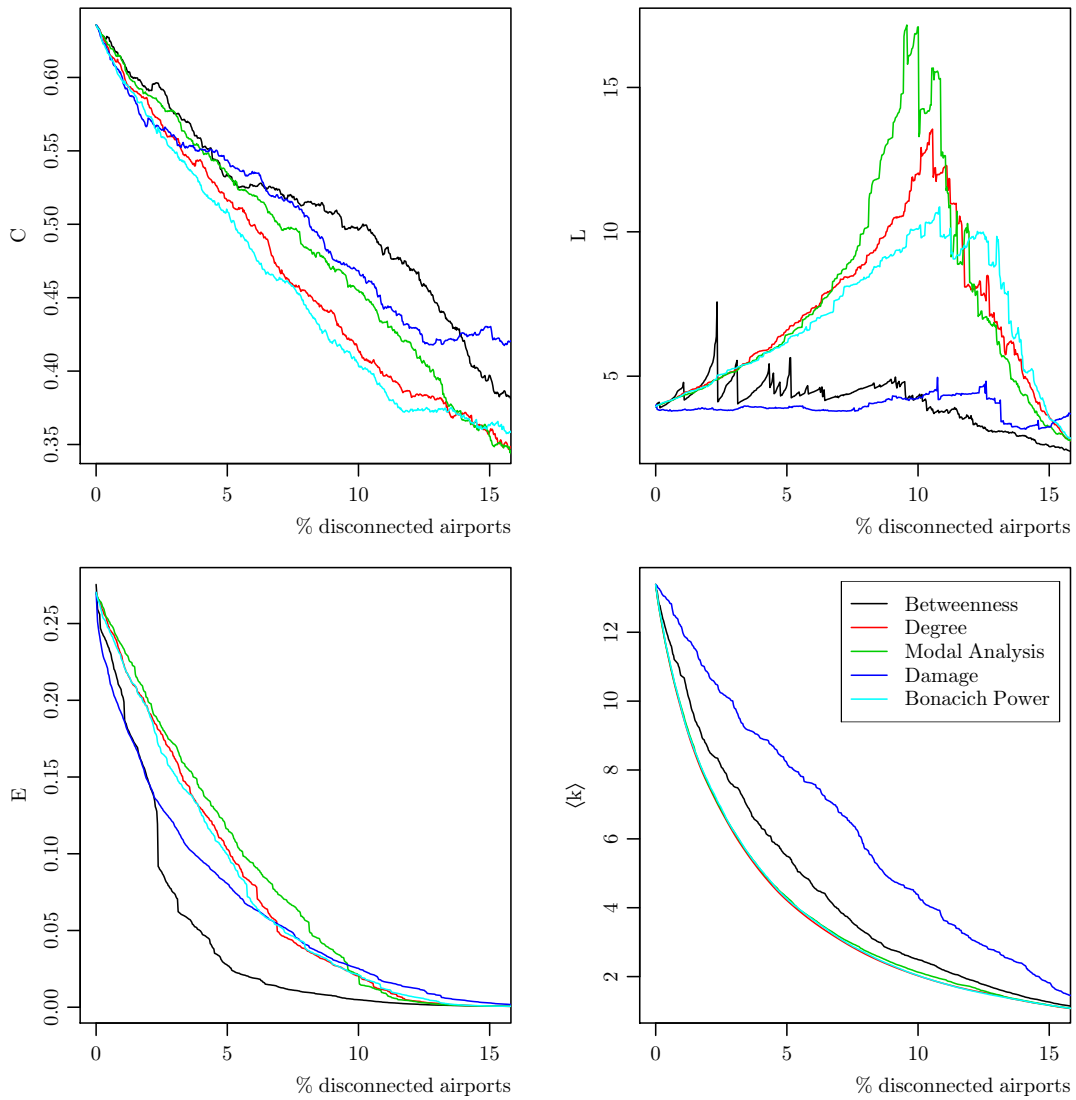 C
0.60
0.55
0.50
0.45
0.40
0.35
0 5 10 15
% disconnected airports
L
15
10
5
0 5 10 15
% disconnected airports
E
0.25
0.20
0.15
0.10
0.05
0.00
0 5 10 15
% disconnected airports
⟨k⟩
12
10
8
6
4
2
0 5 10 15
% disconnected airports
Betweenness
Degree
Modal Analysis
Damage
Bonacich Power